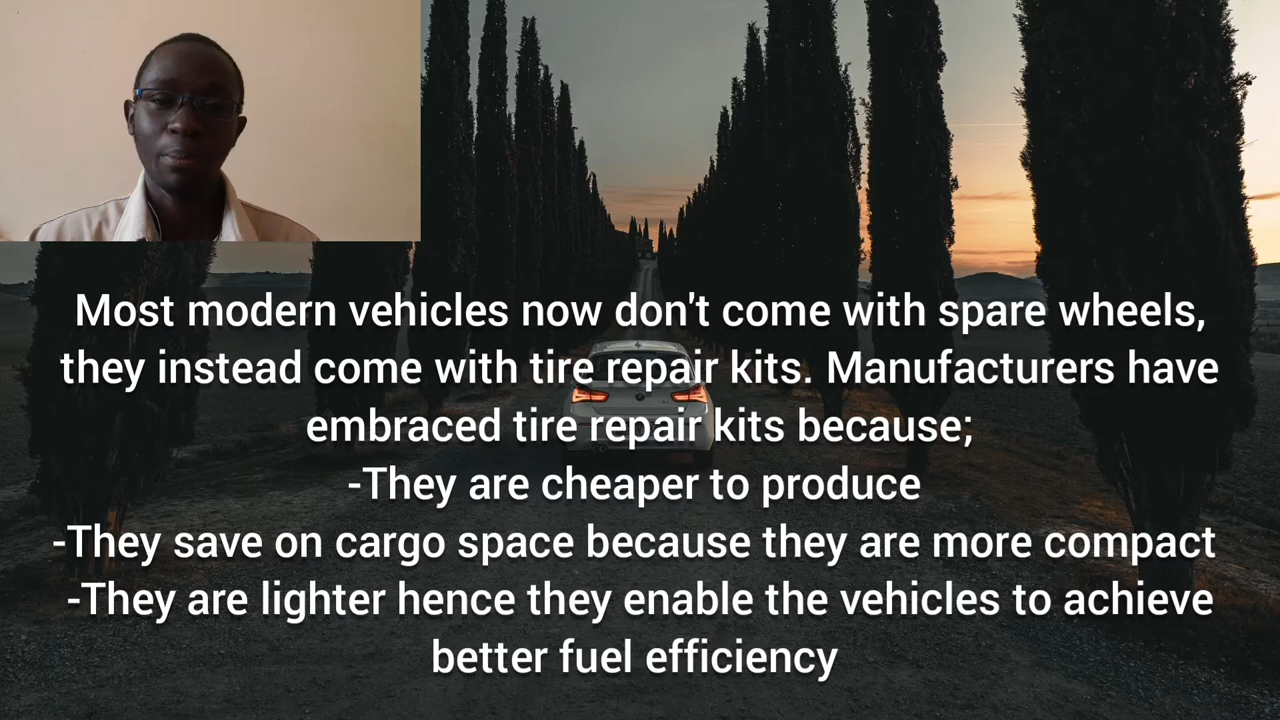 Most modern vehicles now don't come with spare wheels,
they instead come with tire repair kits. Manufacturers have
embraced tire repair kits because;
-They are cheaper to produce
-They save on cargo space because they are more compact
-They are lighter hence they enable the vehicles to achieve
better fuel efficiency